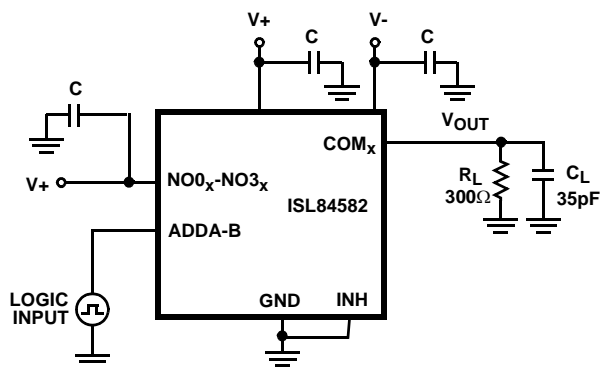 V+
V-
C
C
C
VOUT
COMx
V+
NO0x-NO3x
RL
300Ω
CL
35pF
ISL84582
ADDA-B
LOGIC
INPUT
GND
INH